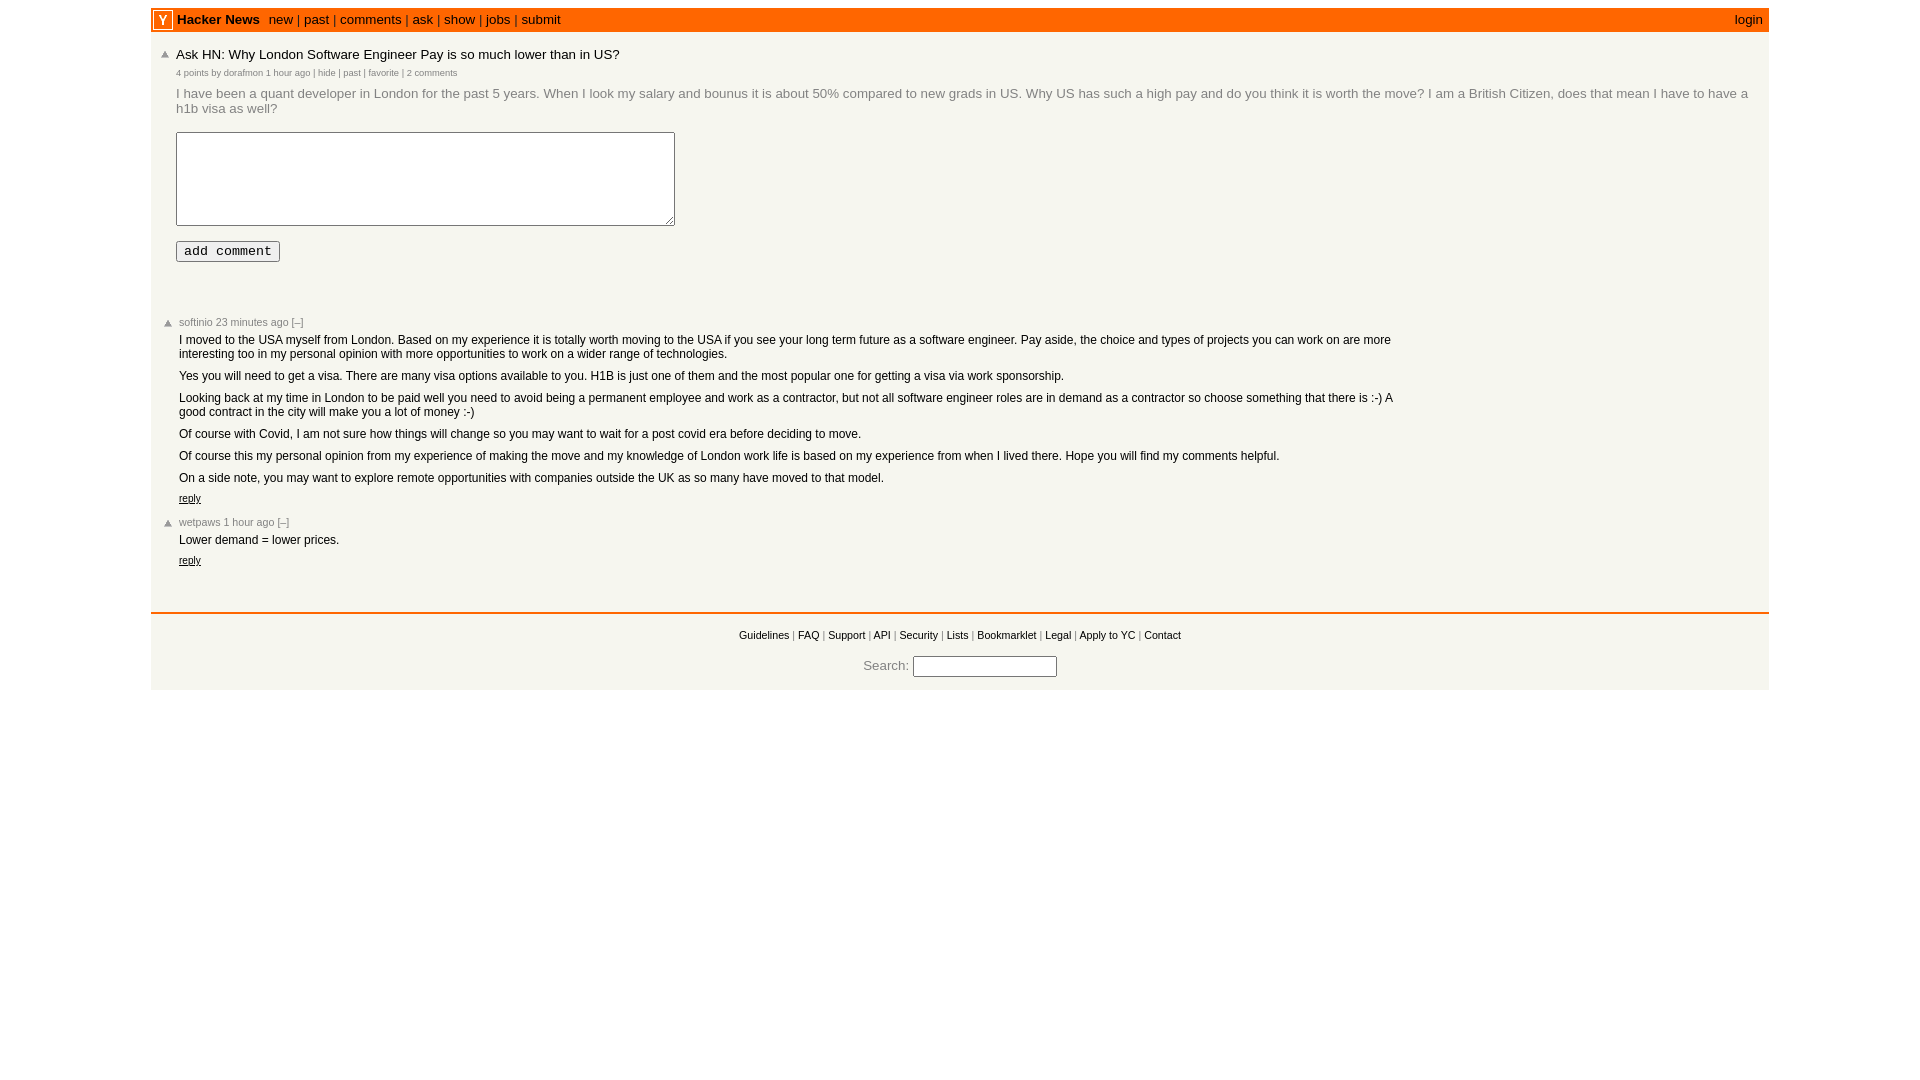 Y Hacker News new | past | comments | ask | show | jobs | submit login
Ask HN: Why London Software Engineer Pay is so much lower than in US?
4 points by dorafmon 1 hour ago | hide | past | favorite | 2 comments
I have been a quant developer in London for the past 5 years. When I look my salary and bounus it is about 50% compared to new grads in US. Why US has such a high pay and do you think it is worth the move? I am a British Citizen, does that mean I have to have a
h1b visa as well?
add comment
softinio 23 minutes ago [–]
I moved to the USA myself from London. Based on my experience it is totally worth moving to the USA if you see your long term future as a software engineer. Pay aside, the choice and types of projects you can work on are more
interesting too in my personal opinion with more opportunities to work on a wider range of technologies.
Yes you will need to get a visa. There are many visa options available to you. H1B is just one of them and the most popular one for getting a visa via work sponsorship.
Looking back at my time in London to be paid well you need to avoid being a permanent employee and work as a contractor, but not all software engineer roles are in demand as a contractor so choose something that there is :-) A
good contract in the city will make you a lot of money :-)
Of course with Covid, I am not sure how things will change so you may want to wait for a post covid era before deciding to move.
Of course this my personal opinion from my experience of making the move and my knowledge of London work life is based on my experience from when I lived there. Hope you will find my comments helpful.
On a side note, you may want to explore remote opportunities with companies outside the UK as so many have moved to that model.
reply
wetpaws 1 hour ago [–]
Lower demand = lower prices.
reply
Guidelines | FAQ | Support | API | Security | Lists | Bookmarklet | Legal | Apply to YC | Contact
Search: